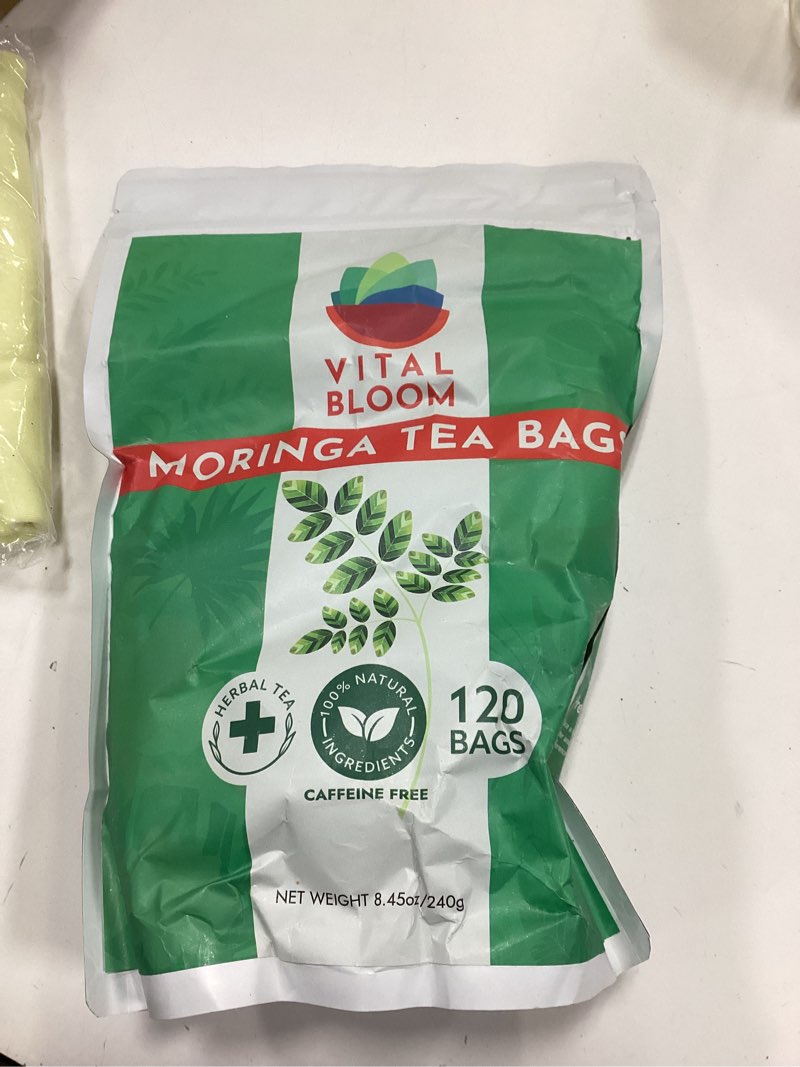 VITAL
BLOOM
MORINGA TEA BAGS
HERBAL TEA
100% NATURAL
INGREDIENTS
120
BAGS
CAFFEINE FREE
NET WEIGHT 8.45oz/240g